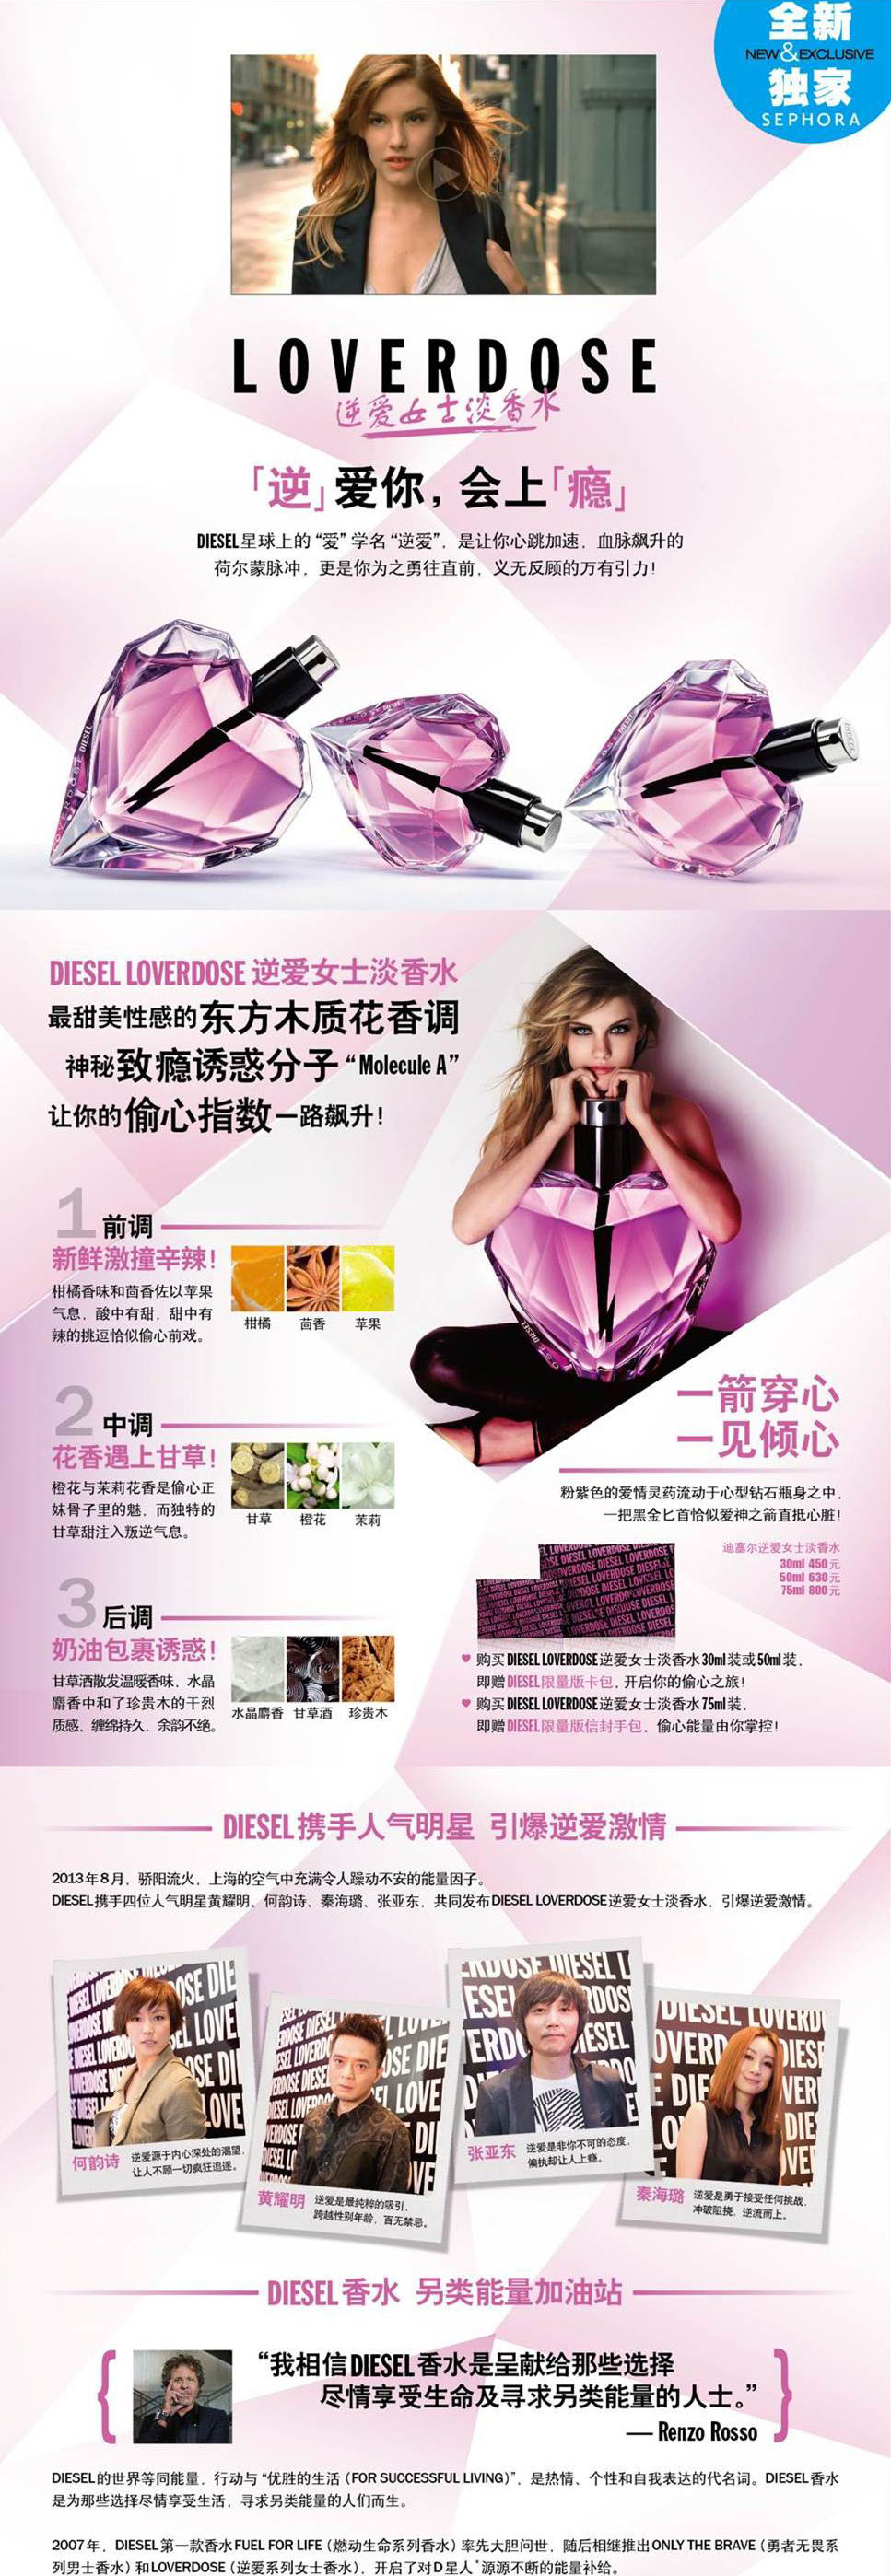 全新
NEW&EXCLUSIVE
独家
SEPHORA
LOVERDOSE
逆爱女士淡香水
「逆」爱你，会上「瘾」
DIESEL星球上的“爱”学名“逆爱”，是让你心跳加速，血脉飙升的
荷尔蒙脉冲，更是你为之勇往直前，义无反顾的万有引力！
DIESEL LOVERDOSE 逆爱女士淡香水
最甜美性感的东方木质花香调
神秘致瘾诱惑分子“Molecule A”
让你的偷心指数一路飙升！
1 前调
新鲜激撞辛辣！
柑橘香味和茴香佐以苹果
气息，酸中有甜，甜中有
辣的挑逗恰似偷心前戏。
柑橘 茴香 苹果
2 中调
花香遇上甘草！
橙花与茉莉花香是偷心正
妹骨子里的魅，而独特的
甘草甜注入叛逆气息。
甘草 橙花 茉莉
3 后调
奶油包裹诱惑！
甘草酒散发温暖香味，水晶
麝香中和了珍贵木的干烈
质感，缠绵持久，余韵不绝。
水晶麝香 甘草酒 珍贵木
一箭穿心
一见倾心
粉紫色的爱情灵药流动于心型钻石瓶身之中，
一把黑金匕首恰似爱神之箭直抵心脏！
迪塞尔逆爱女士淡香水
30ml 450元
50ml 630元
75ml 800元
购买DIESEL LOVERDOSE逆爱女士淡香水30ml装或50ml装，
即赠DIESEL限量版卡包，开启你的偷心之旅！
购买DIESEL LOVERDOSE逆爱女士淡香水75ml装，
即赠DIESEL限量版信封手包，偷心能量由你掌控！
DIESEL携手人气明星 引爆逆爱激情
2013年8月，骄阳流火，上海的空气中充满令人躁动不安的能量因子。
DIESEL携手四位人气明星黄耀明、何韵诗、秦海璐、张亚东，共同发布DIESEL LOVERDOSE逆爱女士淡香水，引爆逆爱激情。
何韵诗 逆爱源于内心深处的渴望，
让人不顾一切疯狂追逐。
黄耀明 逆爱是最纯粹的吸引，
跨越性别年龄，百无禁忌。
张亚东 逆爱是非你不可的态度，
偏执却让人上瘾。
秦海璐 逆爱是勇于接受任何挑战，
冲破阻挠，逆流而上。
DIESEL香水 另类能量加油站
“我相信DIESEL香水是呈献给那些选择
尽情享受生命及寻求另类能量的人士。”
— Renzo Rosso
DIESEL的世界等同能量，行动与“优胜的生活（FOR SUCCESSFUL LIVING）”，是热情、个性和自我表达的代名词。DIESEL香水
是为那些选择尽情享受生活，寻求另类能量的人们而生。
2007年，DIESEL第一款香水FUEL FOR LIFE（燃动生命系列香水）率先大胆问世，随后相继推出ONLY THE BRAVE（勇者无畏系
列男士香水）和LOVERDOSE（逆爱系列女士香水），开启了对D星人*源源不断的能量补给。